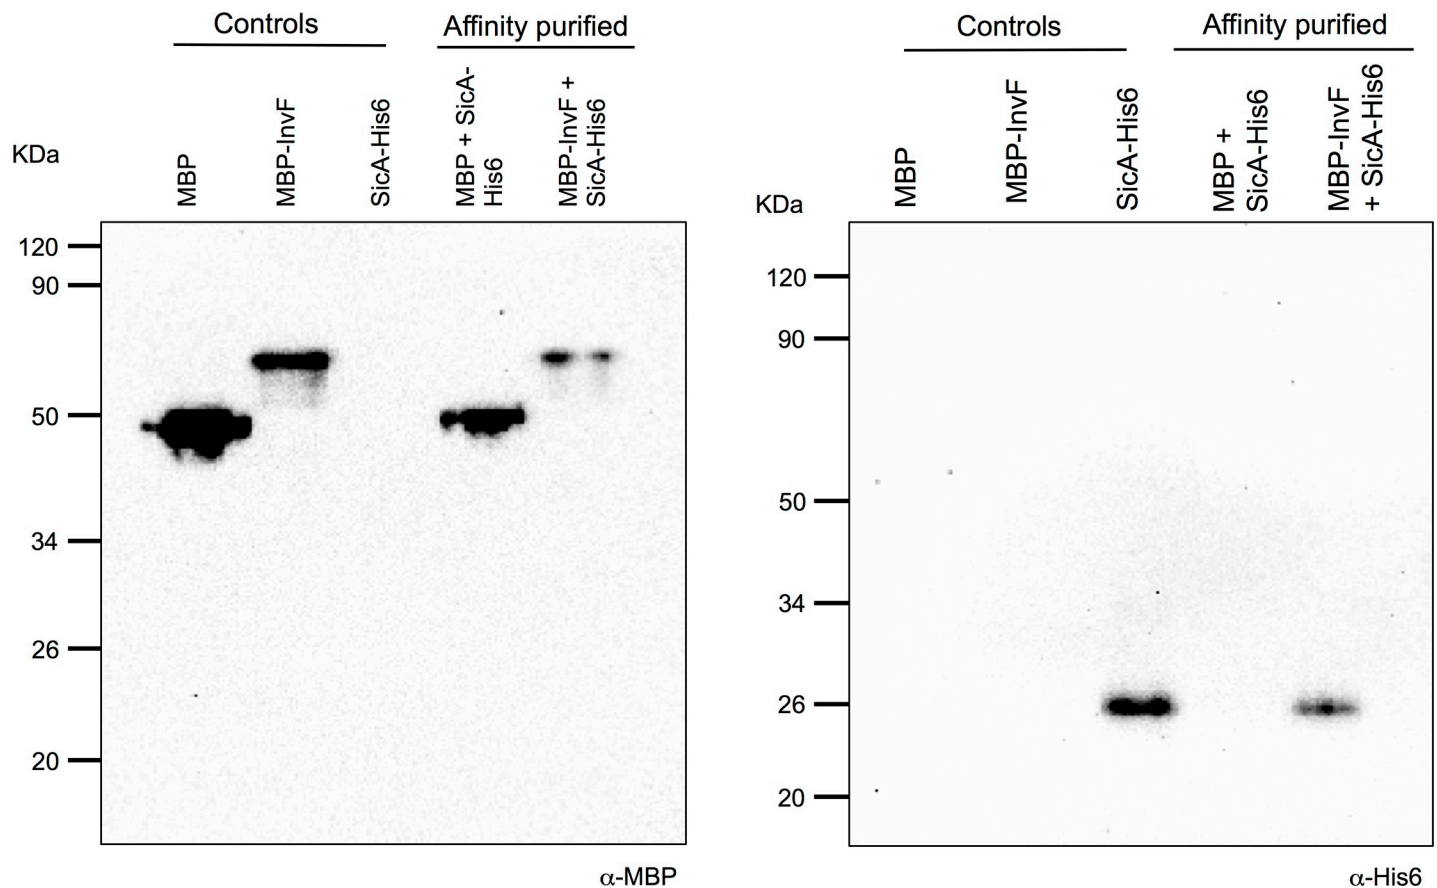 Controls
Affinity purified
KDa
MBP
MBP-InvF
SicA-His6
MBP + SicA-
His6
MBP-InvF +
SicA-His6
120
90
50
34
26
20
α-MBP
Controls
Affinity purified
KDa
MBP
MBP-InvF
SicA-His6
MBP +
SicA-His6
MBP-InvF
+ SicA-His6
120
90
50
34
26
20
α-His6